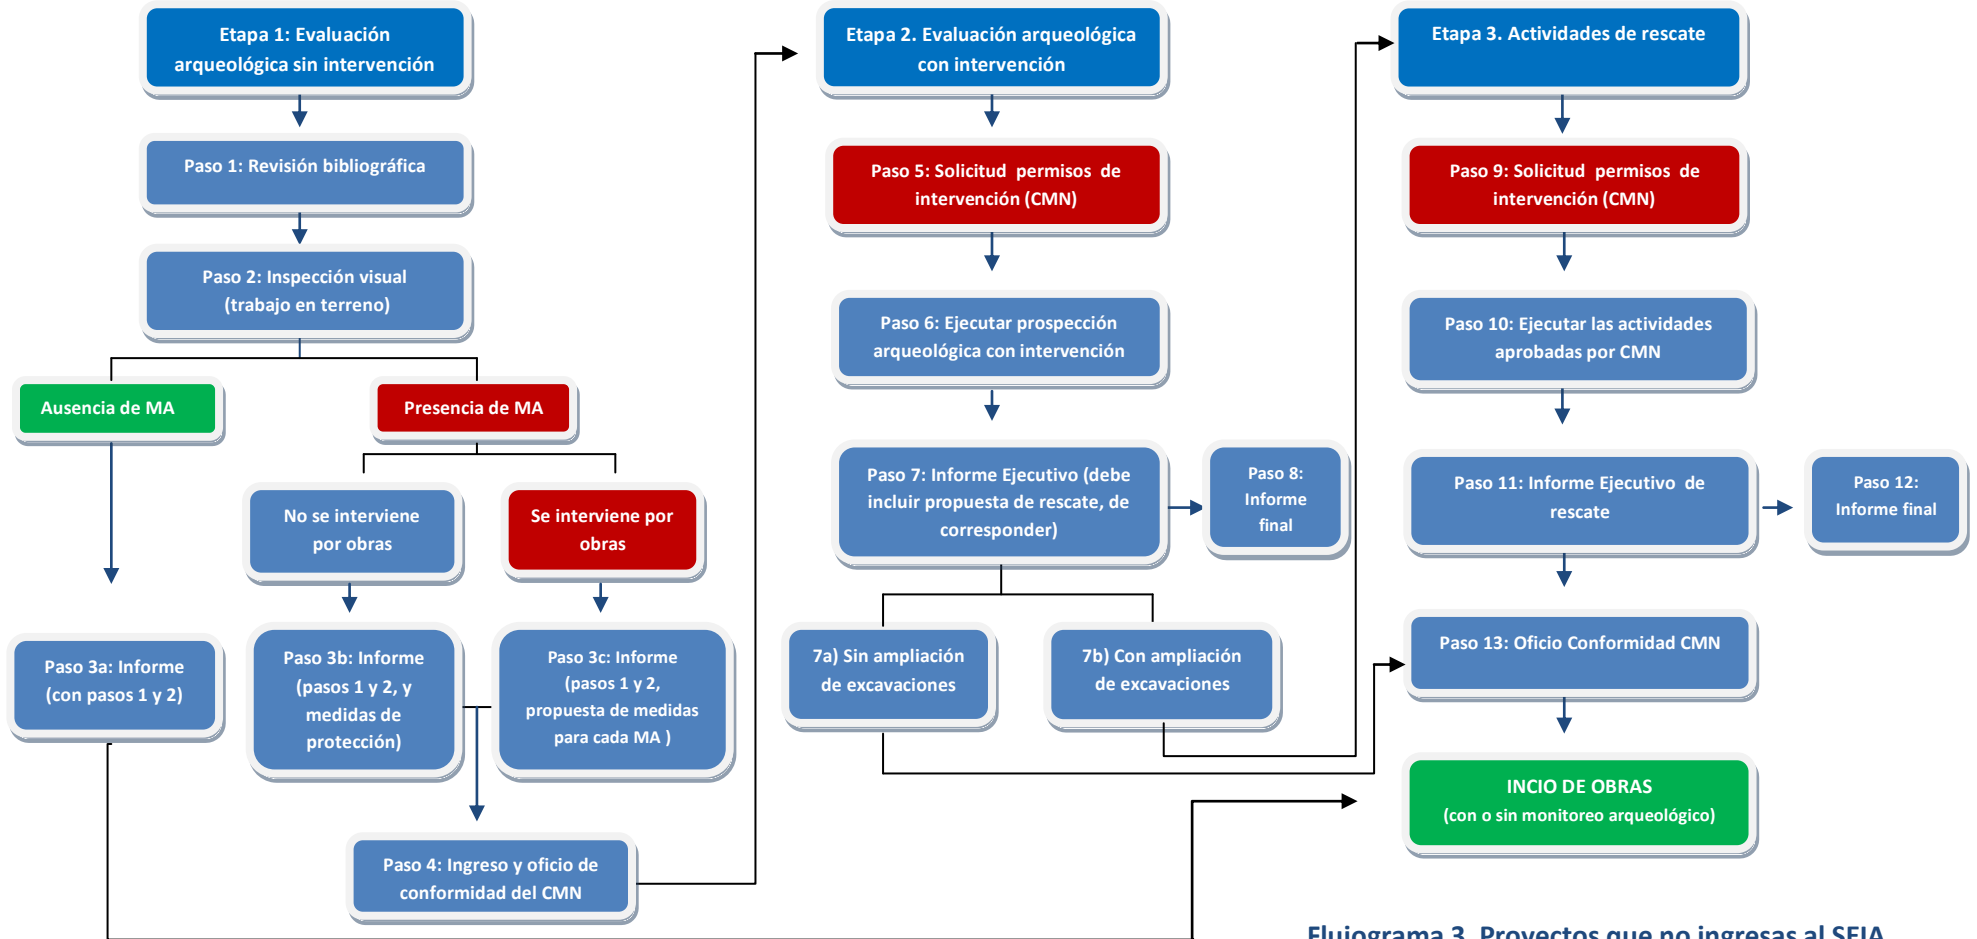 Etapa 1: Evaluación
arqueológica sin intervención
Paso 1: Revisión bibliográfica
Paso 2: Inspección visual
(trabajo en terreno)
Ausencia de MA
Presencia de MA
No se interviene
por obras
Se interviene por
obras
Paso 3a: Informe
(con pasos 1 y 2)
Paso 3b: Informe
(pasos 1 y 2, y
medidas de
protección)
Paso 3c: Informe
(pasos 1 y 2,
propuesta de medidas
para cada MA )
Paso 4: Ingreso y oficio de
conformidad del CMN
Etapa 2. Evaluación arqueológica
con intervención
Paso 5: Solicitud permisos de
intervención (CMN)
Paso 6: Ejecutar prospección
arqueológica con intervención
Paso 7: Informe Ejecutivo (debe
incluir propuesta de rescate, de
corresponder)
Paso 8:
Informe
final
7a) Sin ampliación
de excavaciones
7b) Con ampliación
de excavaciones
Etapa 3. Actividades de rescate
Paso 9: Solicitud permisos de
intervención (CMN)
Paso 10: Ejecutar las actividades
aprobadas por CMN
Paso 11: Informe Ejecutivo de
rescate
Paso 12:
Informe final
Paso 13: Oficio Conformidad CMN
INCIO DE OBRAS
(con o sin monitoreo arqueológico)
Flujograma 3. Proyectos que no ingresas al SEIA